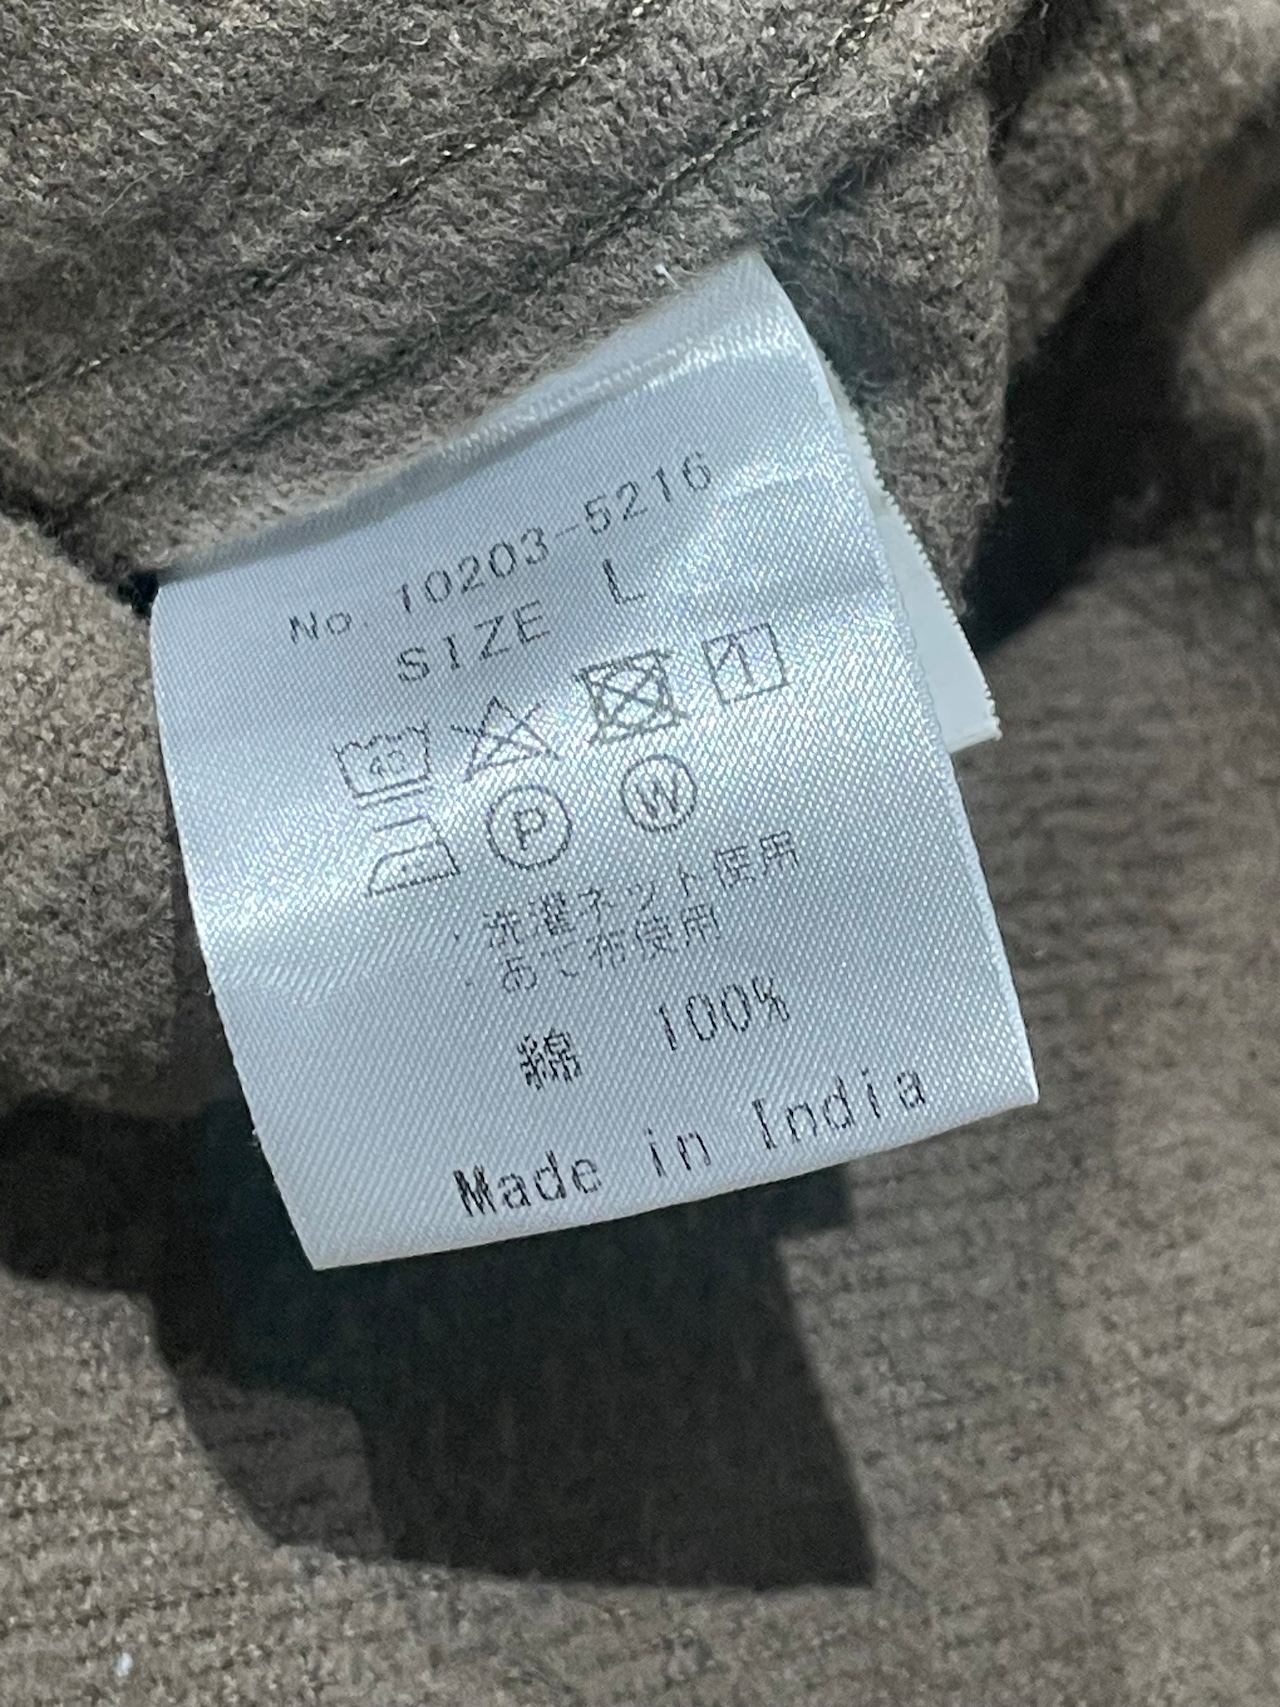 No. 10203-5216
SIZE L
40
P W
・洗濯ネット使用
・あて布使用
綿 100%
Made in India